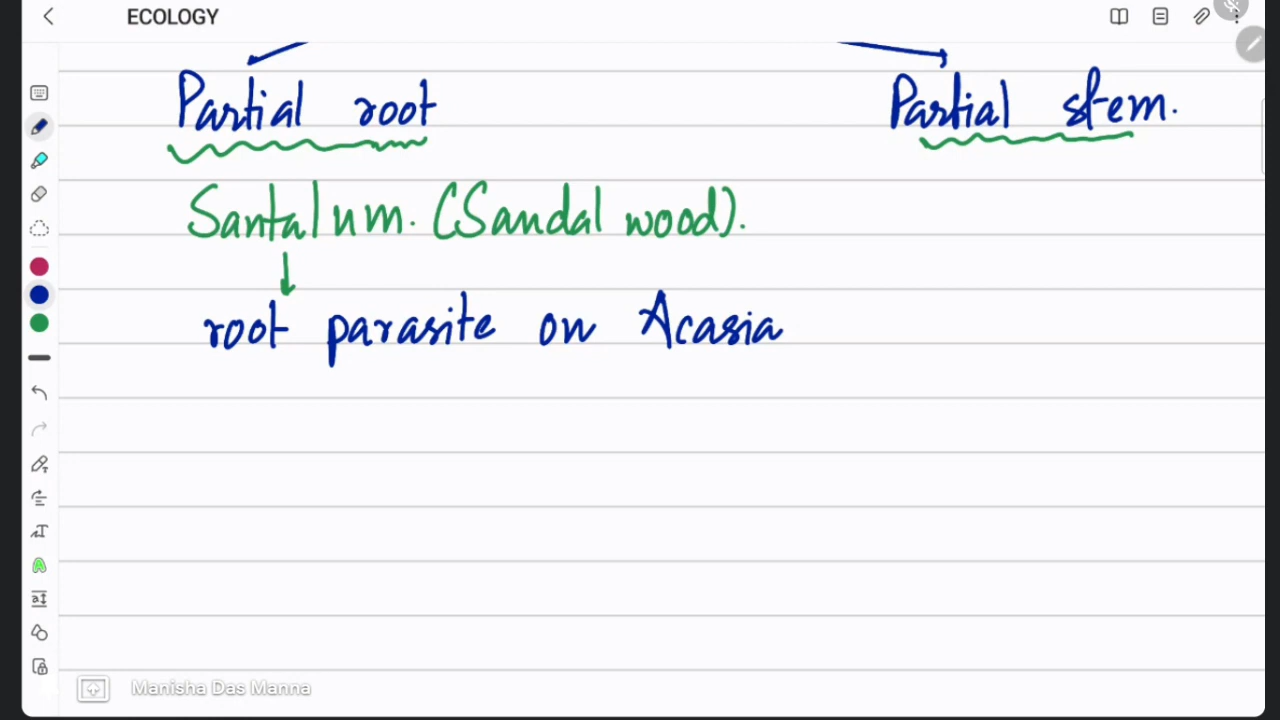 ECOLOGY
Partial root Partial stem.
Santalum. (Sandal wood).
root parasite on Acasia
Manisha Das Manna